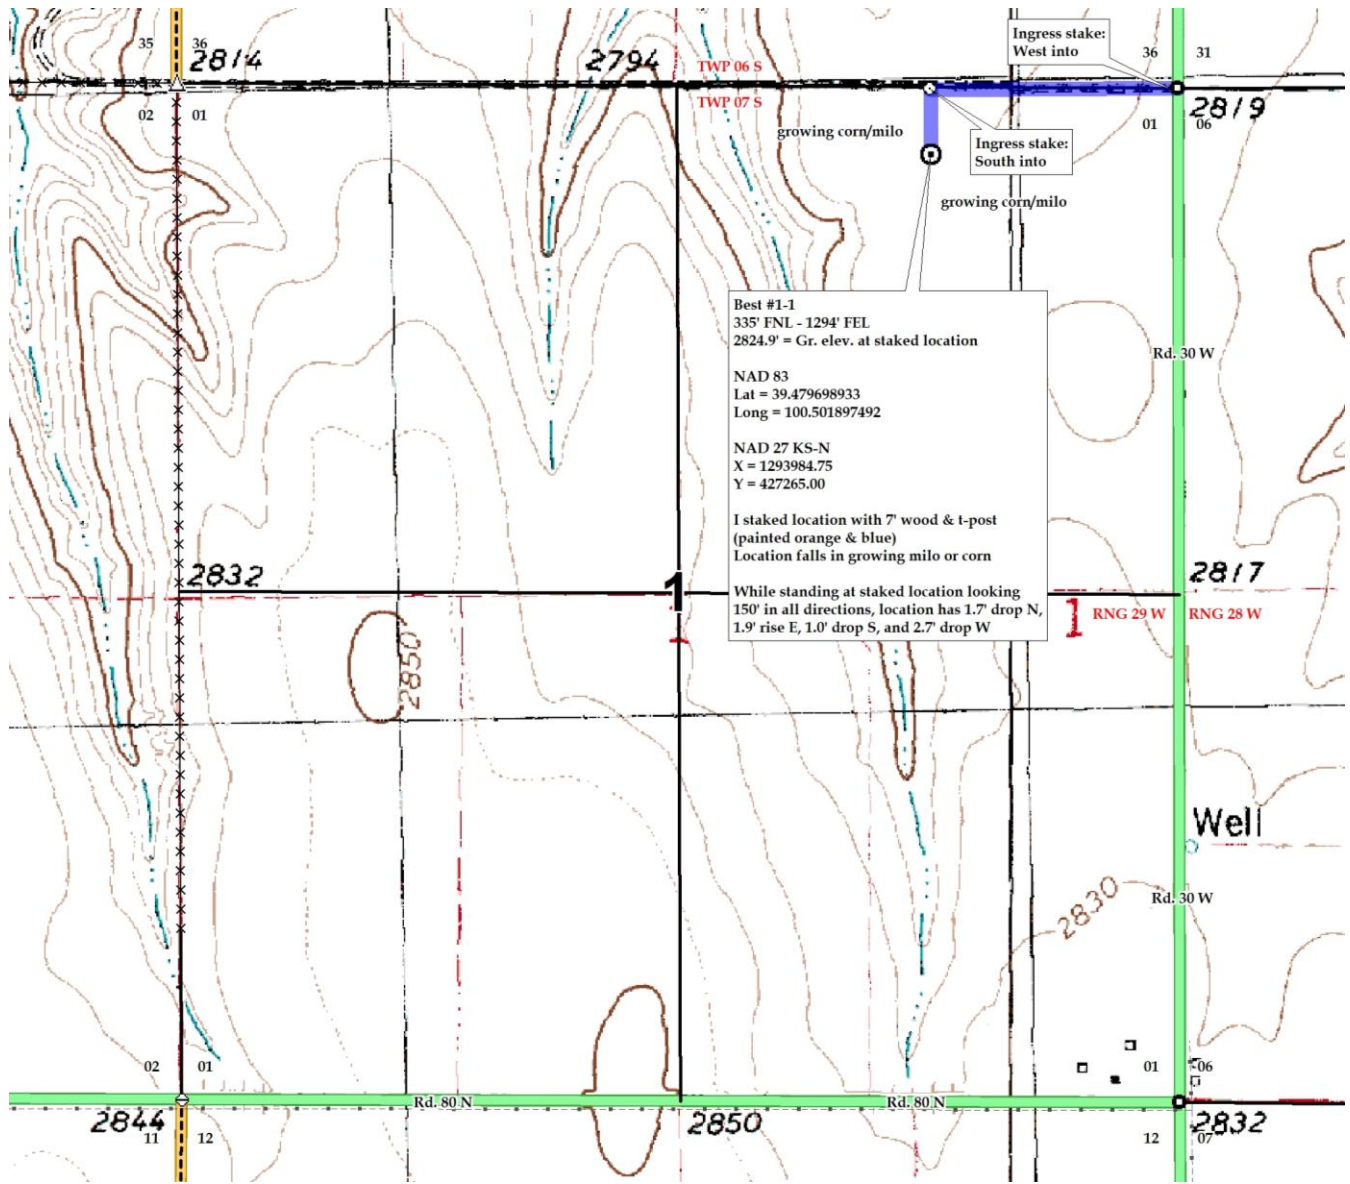 35
36
2814
2794
TWP 06 S
Ingress stake:
West into
36
31
02
01
TWP 07 S
growing corn/milo
01
06
2819
Ingress stake:
South into
growing corn/milo
Best #1-1
335' FNL - 1294' FEL
2824.9' = Gr. elev. at staked location
NAD 83
Lat = 39.479698933
Long = 100.501897492
NAD 27 KS-N
X = 1293984.75
Y = 427265.00
I staked location with 7' wood & t-post
(painted orange & blue)
Location falls in growing milo or corn
While standing at staked location looking
150' in all directions, location has 1.7' drop N,
1.9' rise E, 1.0' drop S, and 2.7' drop W
Rd. 30 W
2832
1
1
1
2817
RNG 29 W
RNG 28 W
2850
Well
2830
Rd. 30 W
02
01
01
06
Rd. 80 N
Rd. 80 N
2844
11
12
2850
12
07
2832